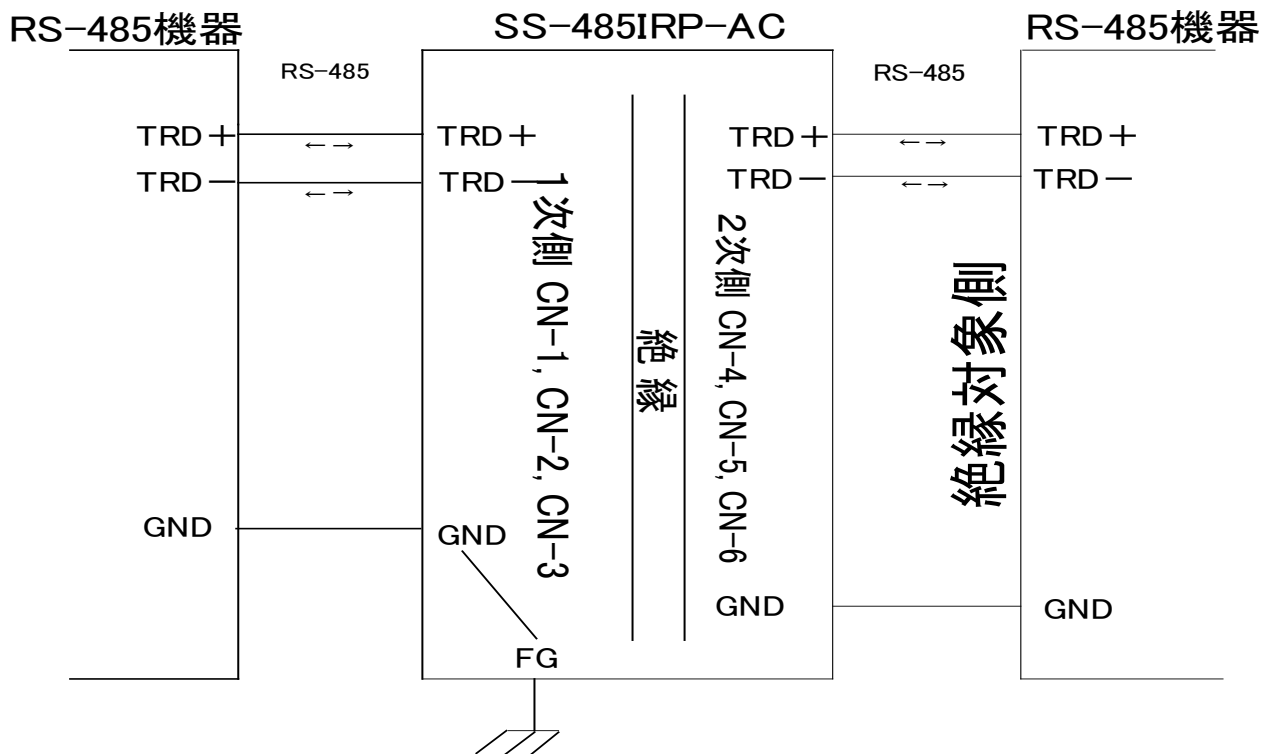 RS-485機器
SS-485IRP-AC
RS-485機器
RS-485
RS-485
TRD+
TRD+
TRD+
TRD+
←→
←→
TRD-
TRD-
TRD-
TRD-
←→
←→
1次側 CN-1, CN-2, CN-3
絶縁
2次側 CN-4, CN-5, CN-6
絶縁対象側
GND
GND
GND
GND
FG